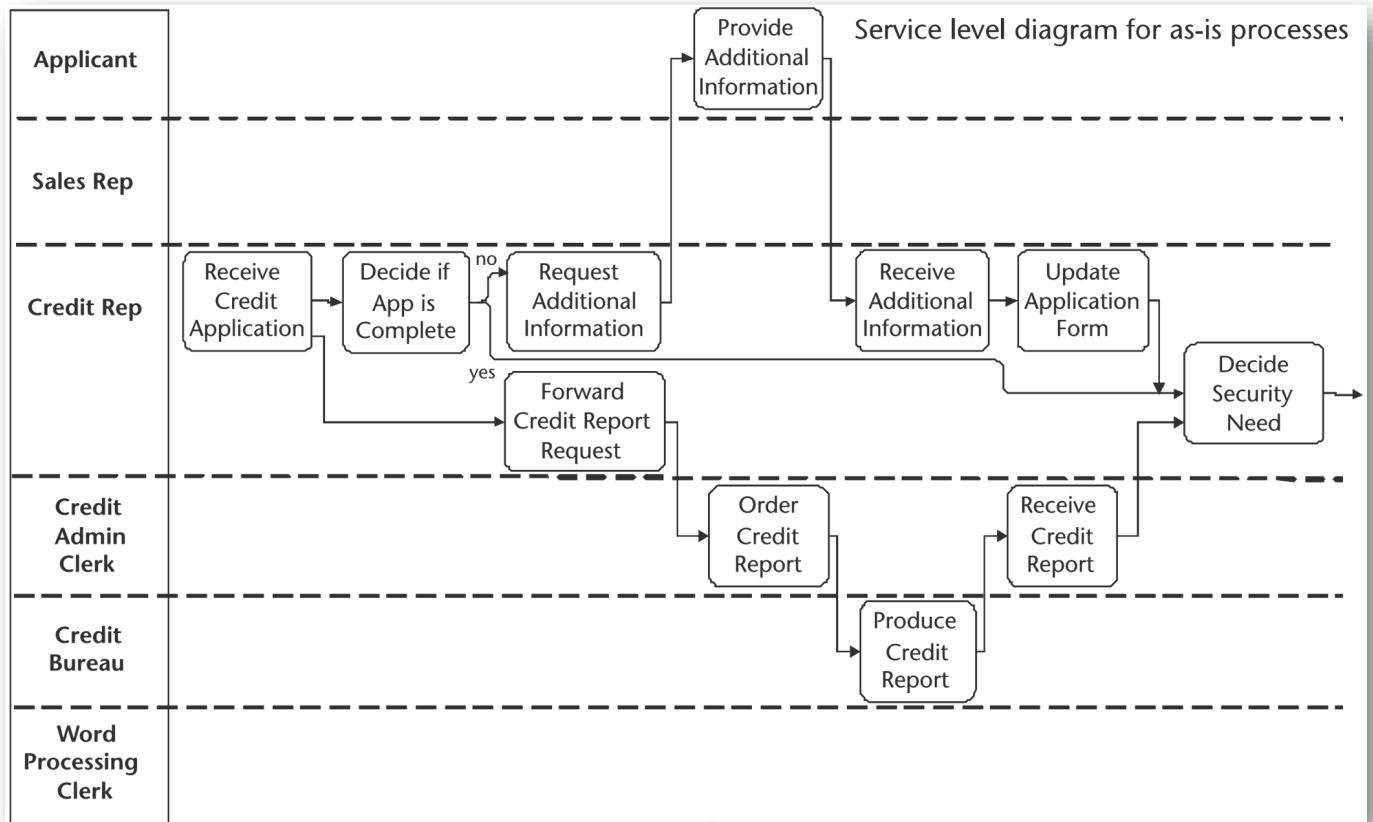 Service level diagram for as-is processes
Applicant
Provide
Additional
Information
Sales Rep
Credit Rep
Receive
Credit
Application
Decide if
App is
Complete
no
yes
Request
Additional
Information
Receive
Additional
Information
Update
Application
Form
Forward
Credit Report
Request
Decide
Security
Need
Credit
Admin
Clerk
Order
Credit
Report
Receive
Credit
Report
Credit
Bureau
Produce
Credit
Report
Word
Processing
Clerk